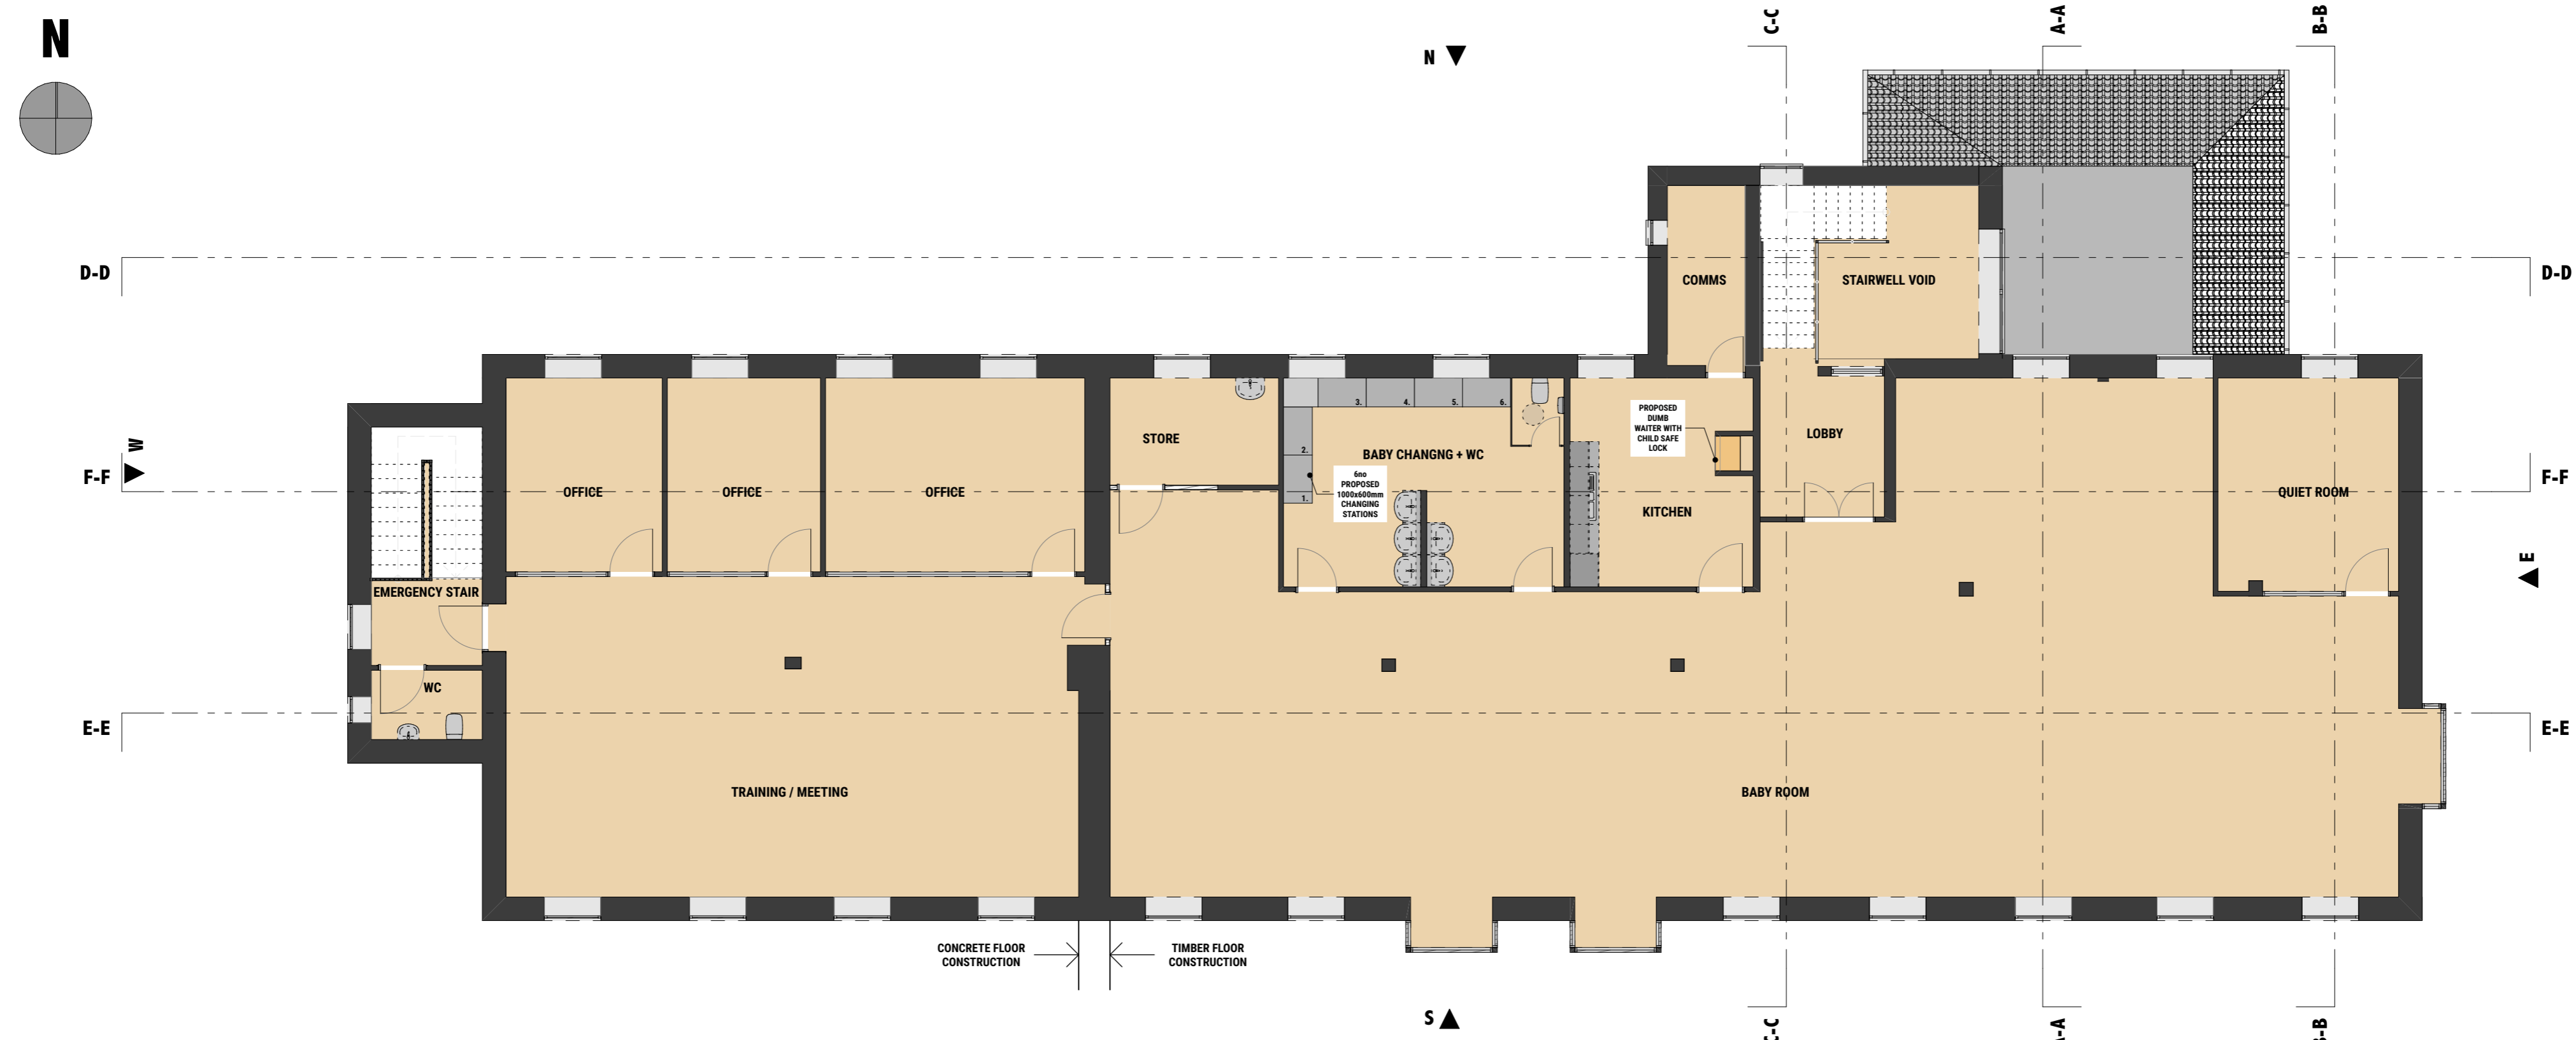 N
N
C-C
A-A
B-B
D-D
D-D
COMMS
STAIRWELL VOID
W
F-F
F-F
OFFICE
OFFICE
OFFICE
STORE
3.
4.
5.
6.
2.
1.
BABY CHANGNG + WC
6no
PROPOSED
1000x600mm
CHANGING
STATIONS
PROPOSED
DUMB
WAITER WITH
CHILD SAFE
LOCK
KITCHEN
LOBBY
QUIET ROOM
E
EMERGENCY STAIR
WC
E-E
E-E
TRAINING / MEETING
BABY ROOM
CONCRETE FLOOR
CONSTRUCTION
TIMBER FLOOR
CONSTRUCTION
S
C-C
A-A
B-B